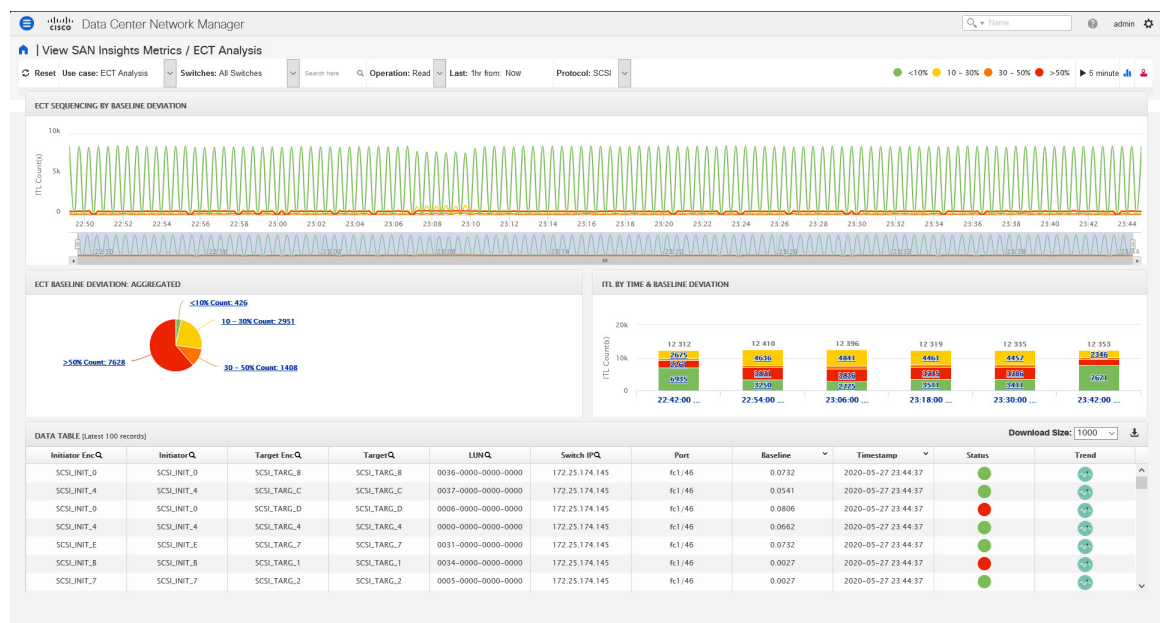 cisco Data Center Network Manager Name admin
| View SAN Insights Metrics / ECT Analysis
Reset Use case: ECT Analysis Switches: All Switches Search here Operation: Read Last: 1hr from: Now Protocol: SCSI <10% 10 – 30% 30 – 50% >50% 5 minute
ECT SEQUENCING BY BASELINE DEVIATION
10k
5k
0
ITL Count(s)
22:50 22:52 22:54 22:56 22:58 23:00 23:02 23:04 23:06 23:08 23:10 23:12 23:14 23:16 23:18 23:20 23:22 23:24 23:26 23:28 23:30 23:32 23:34 23:36 23:38 23:40 23:42 23:44
ECT BASELINE DEVIATION: AGGREGATED
<10% Count: 426
10 – 30% Count: 2951
>50% Count: 7628
30 – 50% Count: 1408
ITL BY TIME & BASELINE DEVIATION
20k
10k
0
ITL Count(s)
12 312 12 410 12 396 12 319 12 335 12 353
2675 4636 4841 4461 4457 2346
2261 3821 3836 3715 3786
6935 3250 2775 3511 3411 7671
22:42:00 ... 22:54:00 ... 23:06:00 ... 23:18:00 ... 23:30:00 ... 23:42:00 ...
DATA TABLE [Latest 100 records] Download Size: 1000
Initiator Enc Initiator Target Enc Target LUN Switch IP Port Baseline Timestamp Status Trend
SCSI_INIT_0 SCSI_INIT_0 SCSI_TARG_8 SCSI_TARG_8 0036-0000-0000-0000 172.25.174.145 fc1/46 0.0732 2020-05-27 23:44:37
SCSI_INIT_4 SCSI_INIT_4 SCSI_TARG_C SCSI_TARG_C 0037-0000-0000-0000 172.25.174.145 fc1/46 0.0541 2020-05-27 23:44:37
SCSI_INIT_0 SCSI_INIT_0 SCSI_TARG_D SCSI_TARG_D 0006-0000-0000-0000 172.25.174.145 fc1/46 0.0806 2020-05-27 23:44:37
SCSI_INIT_4 SCSI_INIT_4 SCSI_TARG_4 SCSI_TARG_4 0000-0000-0000-0000 172.25.174.145 fc1/46 0.0662 2020-05-27 23:44:37
SCSI_INIT_E SCSI_INIT_E SCSI_TARG_7 SCSI_TARG_7 0031-0000-0000-0000 172.25.174.145 fc1/46 0.0732 2020-05-27 23:44:37
SCSI_INIT_B SCSI_INIT_B SCSI_TARG_1 SCSI_TARG_1 0034-0000-0000-0000 172.25.174.145 fc1/46 0.0027 2020-05-27 23:44:37
SCSI_INIT_7 SCSI_INIT_7 SCSI_TARG_2 SCSI_TARG_2 0005-0000-0000-0000 172.25.174.145 fc1/46 0.0027 2020-05-27 23:44:37